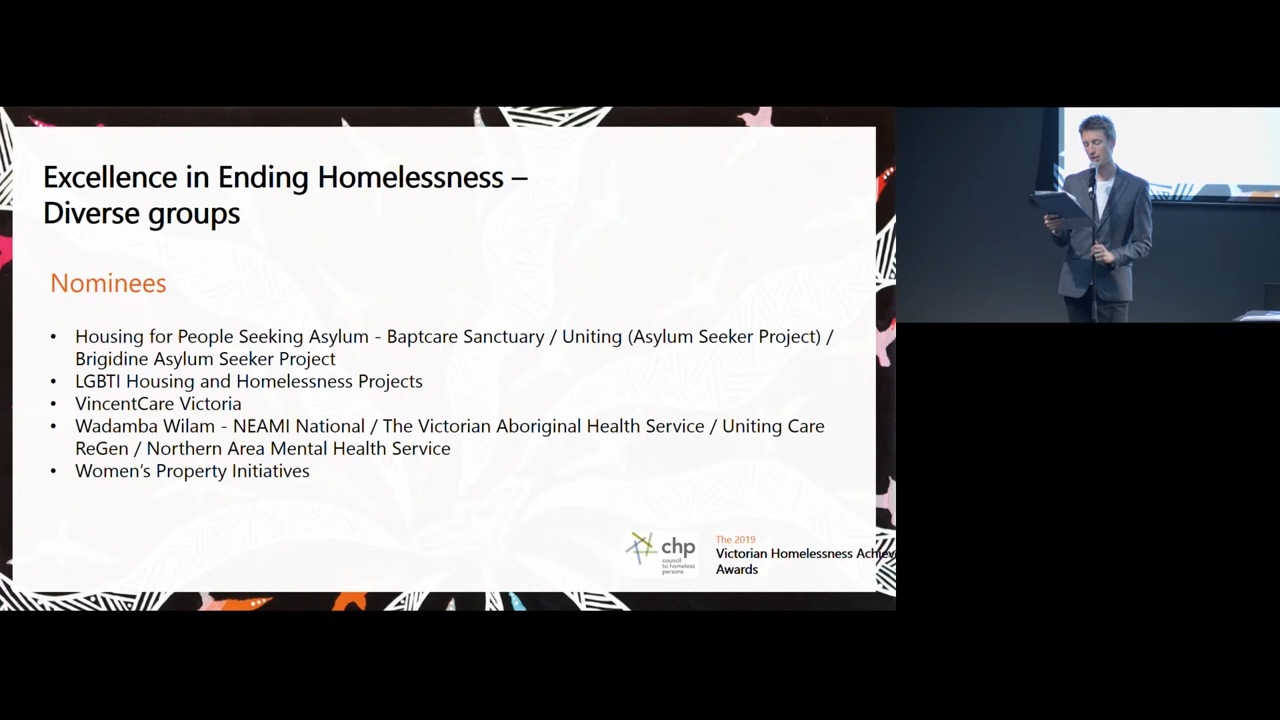 Excellence in Ending Homelessness –
Diverse groups
Nominees
• Housing for People Seeking Asylum - Baptcare Sanctuary / Uniting (Asylum Seeker Project) /
Brigidine Asylum Seeker Project
• LGBTI Housing and Homelessness Projects
• VincentCare Victoria
• Wadamba Wilam - NEAMI National / The Victorian Aboriginal Health Service / Uniting Care
ReGen / Northern Area Mental Health Service
• Women's Property Initiatives
chp
council
to homeless
persons
The 2019
Victorian Homelessness Achiev
Awards